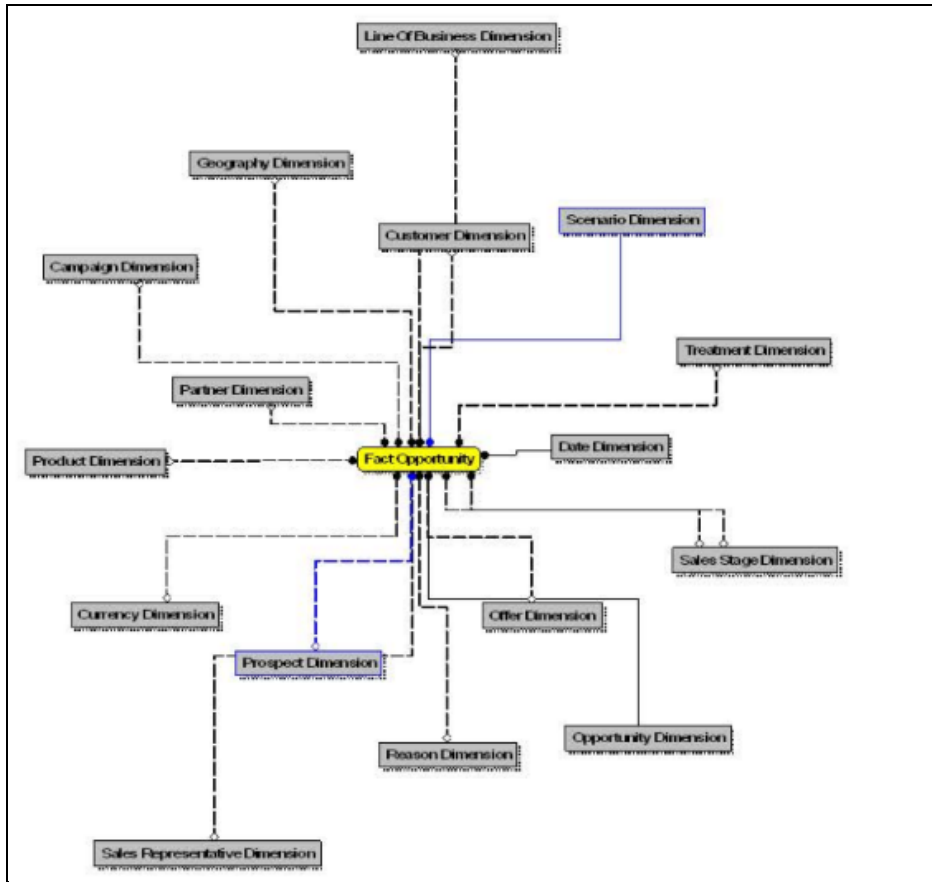 Line Of Business Dimension
Geography Dimension
Scenario Dimension
Customer Dimension
Campaign Dimension
Treatment Dimension
Partner Dimension
Date Dimension
Fact Opportunity
Product Dimension
Sales Stage Dimension
Currency Dimension
Offer Dimension
Prospect Dimension
Opportunity Dimension
Reason Dimension
Sales Representative Dimension